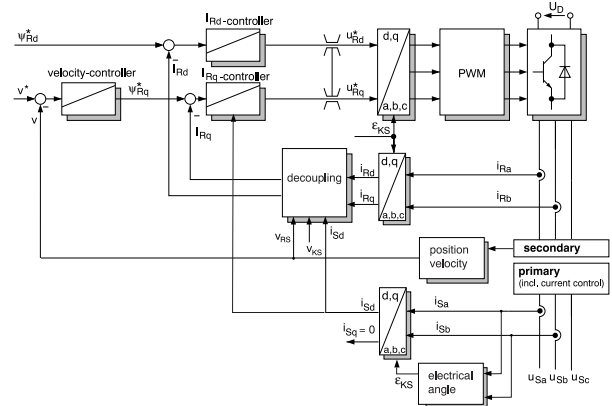 I_Rd-controller
U_D
ψ*_Rd
u*_Rd
d,q
I_Rd
velocity-controller
ψ*_Rq
I_Rq-controller
PWM
v*
v
u*_Rq
a,b,c
I_Rq
ε_KS
decoupling
i_Rd
d,q
i_Ra
i_Rq
i_Rb
a,b,c
v_RS
v_KS
i_Sd
position
velocity
secondary
primary
(incl. current control)
d,q
i_Sd
i_Sa
i_Sq = 0
i_Sb
a,b,c
ε_KS
electrical
angle
u_Sa u_Sb u_Sc